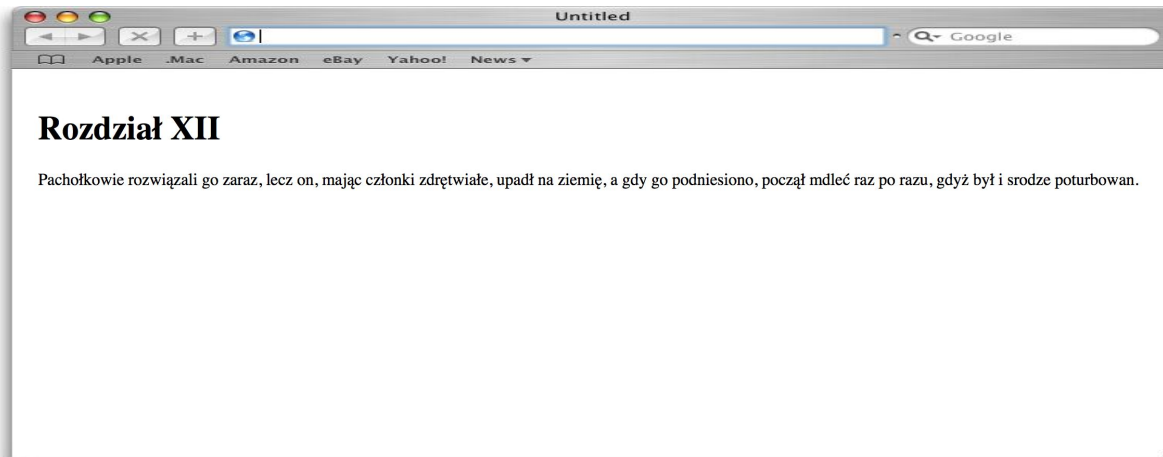 Untitled
Google
Apple .Mac Amazon eBay Yahoo! News
Rozdział XII
Pachołkowie rozwiązali go zaraz, lecz on, mając członki zdrętwiałe, upadł na ziemię, a gdy go podniesiono, począł mdleć raz po razu, gdyż był i srodze poturbowan.